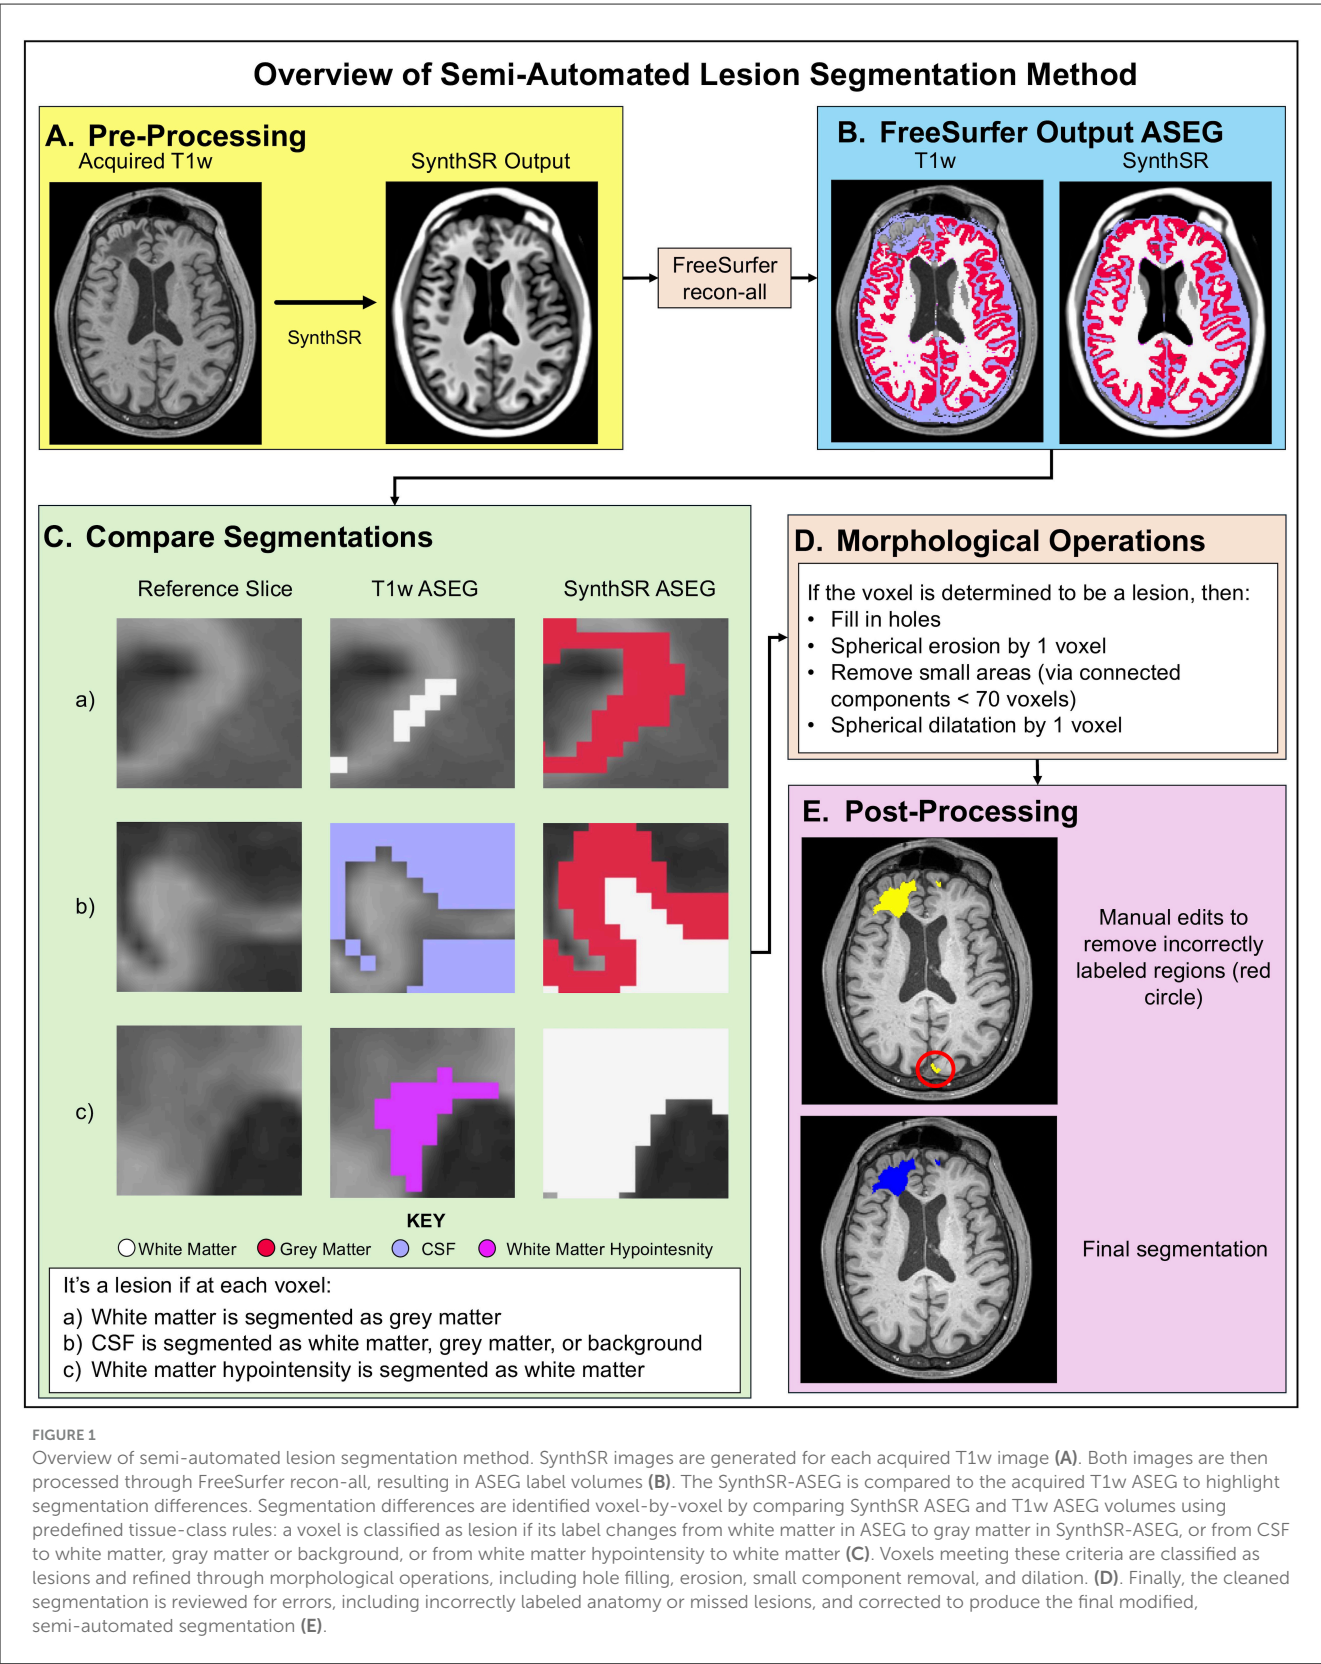 Overview of Semi-Automated Lesion Segmentation Method
A. Pre-Processing
Acquired T1w
SynthSR Output
SynthSR
FreeSurfer
recon-all
B. FreeSurfer Output ASEG
T1w
SynthSR
C. Compare Segmentations
Reference Slice
T1w ASEG
SynthSR ASEG
a)
b)
c)
KEY
White Matter
Grey Matter
CSF
White Matter Hypointesnity
It's a lesion if at each voxel:
a) White matter is segmented as grey matter
b) CSF is segmented as white matter, grey matter, or background
c) White matter hypointensity is segmented as white matter
D. Morphological Operations
If the voxel is determined to be a lesion, then:
• Fill in holes
• Spherical erosion by 1 voxel
• Remove small areas (via connected
components < 70 voxels)
• Spherical dilatation by 1 voxel
E. Post-Processing
Manual edits to
remove incorrectly
labeled regions (red
circle)
Final segmentation
FIGURE 1
Overview of semi-automated lesion segmentation method. SynthSR images are generated for each acquired T1w image (A). Both images are then
processed through FreeSurfer recon-all, resulting in ASEG label volumes (B). The SynthSR-ASEG is compared to the acquired T1w ASEG to highlight
segmentation differences. Segmentation differences are identified voxel-by-voxel by comparing SynthSR ASEG and T1w ASEG volumes using
predefined tissue-class rules: a voxel is classified as lesion if its label changes from white matter in ASEG to gray matter in SynthSR-ASEG, or from CSF
to white matter, gray matter or background, or from white matter hypointensity to white matter (C). Voxels meeting these criteria are classified as
lesions and refined through morphological operations, including hole filling, erosion, small component removal, and dilation. (D). Finally, the cleaned
segmentation is reviewed for errors, including incorrectly labeled anatomy or missed lesions, and corrected to produce the final modified,
semi-automated segmentation (E).